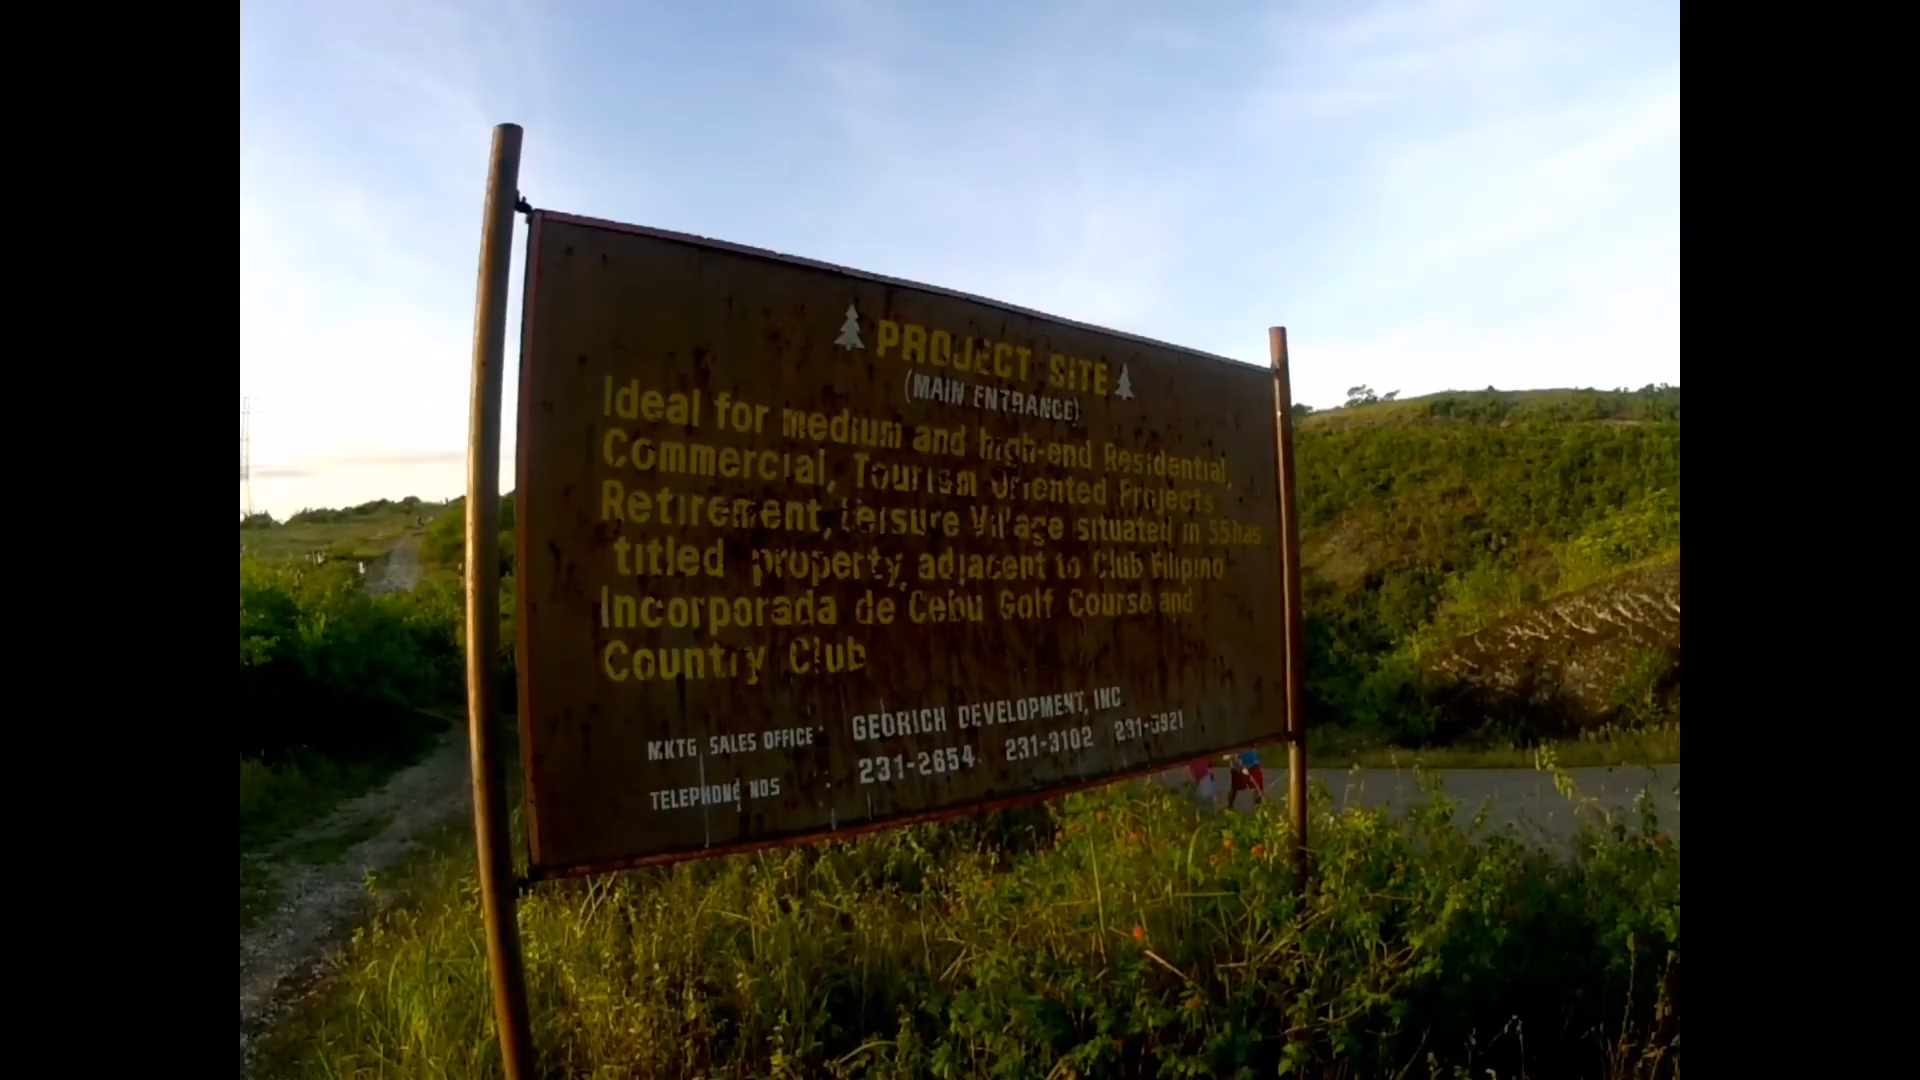 PROJECT SITE
(MAIN ENTRANCE)
Ideal for medium and high-end Residential,
Commercial, Tourism Oriented Projects
Retirement, Leisure Village situated in 55has
titled property, adjacent to Club Filipino
Incorporada de Cebu Golf Course and
Country Club
MKTG SALES OFFICE : GEORICH DEVELOPMENT, INC.
TELEPHONE NOS : 231-2654 231-3102